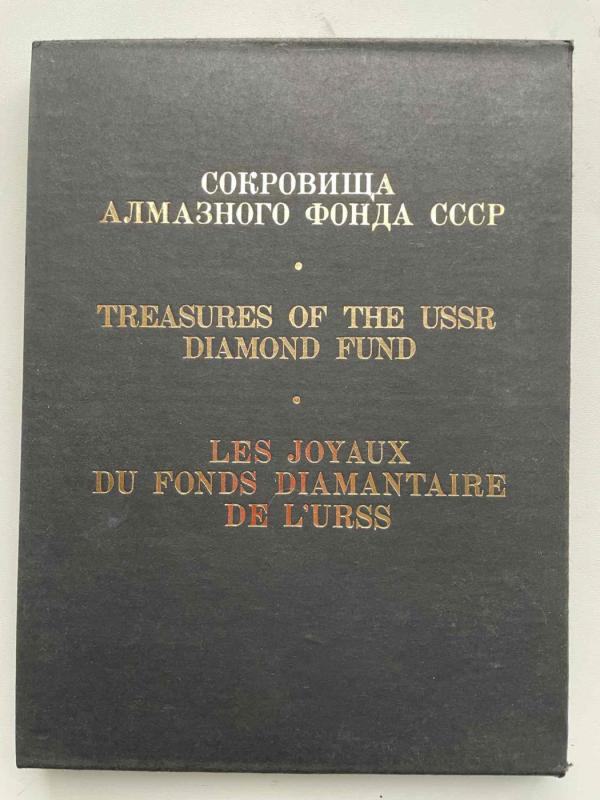 СОКРОВИЩА
АЛМАЗНОГО ФОНДА СССР
•
TREASURES OF THE USSR
DIAMOND FUND
•
LES JOYAUX
DU FONDS DIAMANTAIRE
DE L'URSS